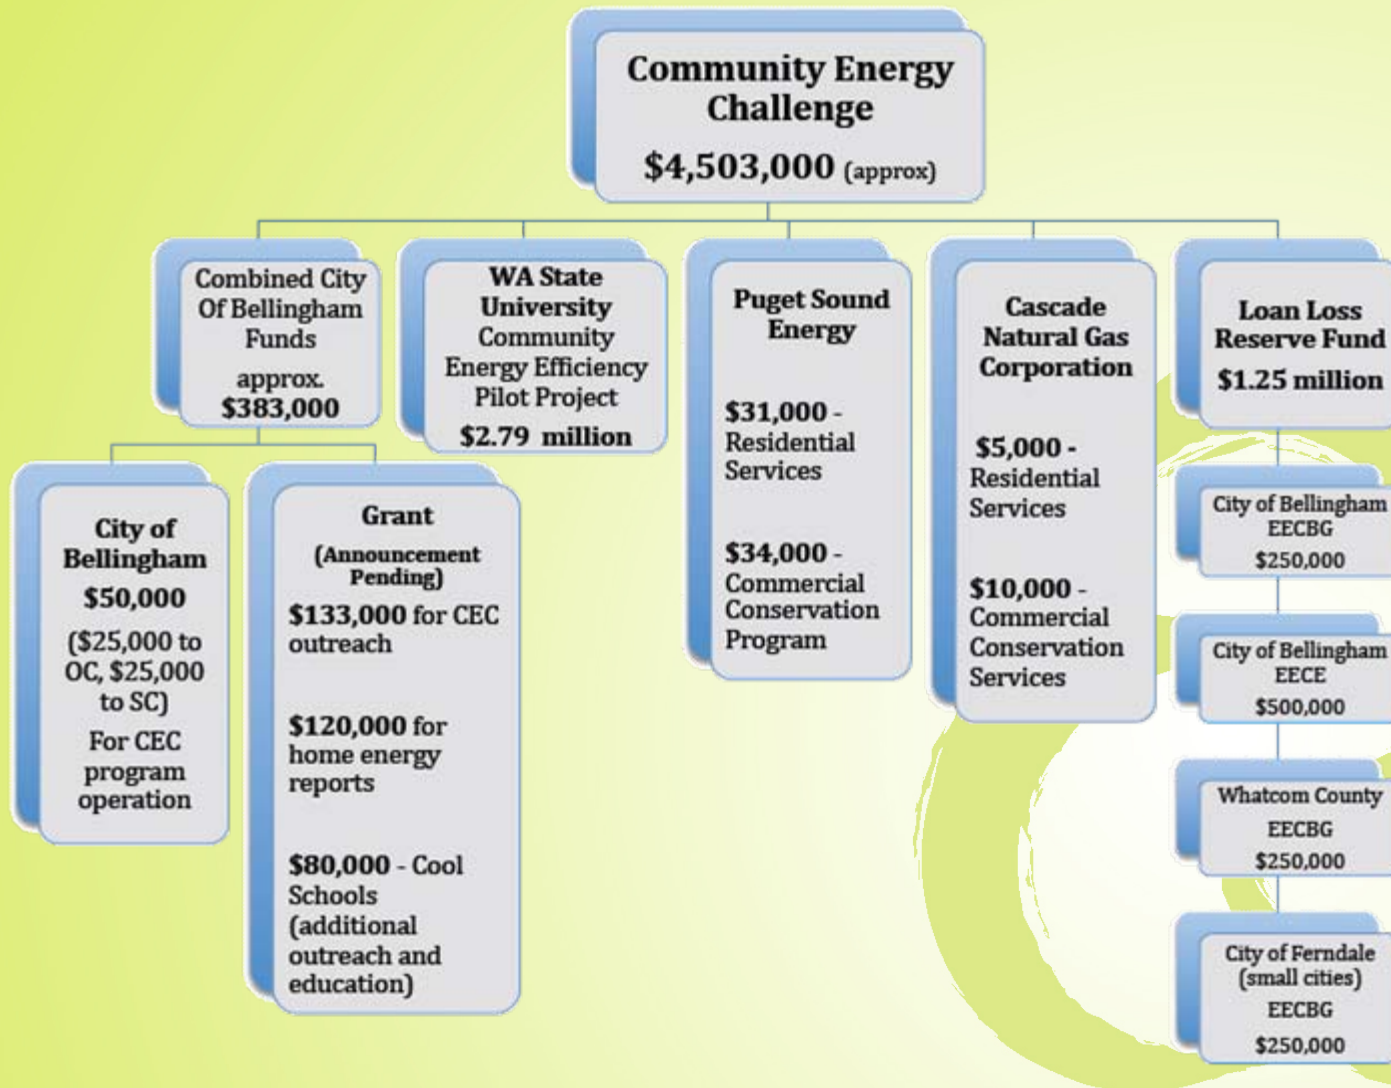 Community Energy
Challenge
$4,503,000 (approx)
Combined City
Of Bellingham
Funds
approx.
$383,000
WA State
University
Community
Energy Efficiency
Pilot Project
$2.79 million
Puget Sound
Energy
$31,000 -
Residential
Services
$34,000 -
Commercial
Conservation
Program
Cascade
Natural Gas
Corporation
$5,000 -
Residential
Services
$10,000 -
Commercial
Conservation
Services
Loan Loss
Reserve Fund
$1.25 million
City of
Bellingham
$50,000
($25,000 to
OC, $25,000
to SC)
For CEC
program
operation
Grant
(Announcement
Pending)
$133,000 for CEC
outreach
$120,000 for
home energy
reports
$80,000 - Cool
Schools
(additional
outreach and
education)
City of Bellingham
EECBG
$250,000
City of Bellingham
EECE
$500,000
Whatcom County
EECBG
$250,000
City of Ferndale
(small cities)
EECBG
$250,000